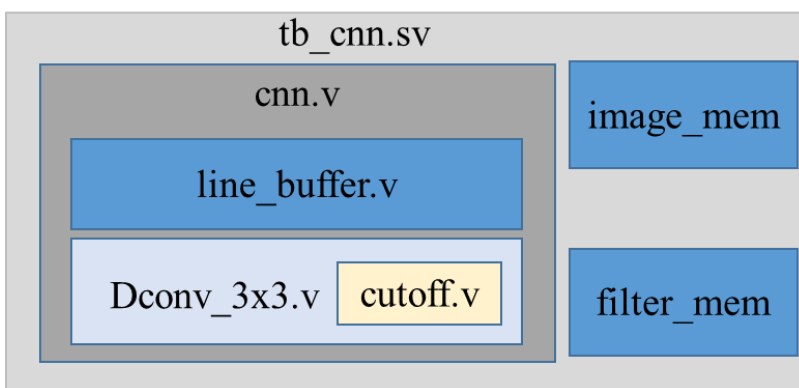 tb_cnn.sv
cnn.v
image_mem
line_buffer.v
Dconv_3x3.v
cutoff.v
filter_mem